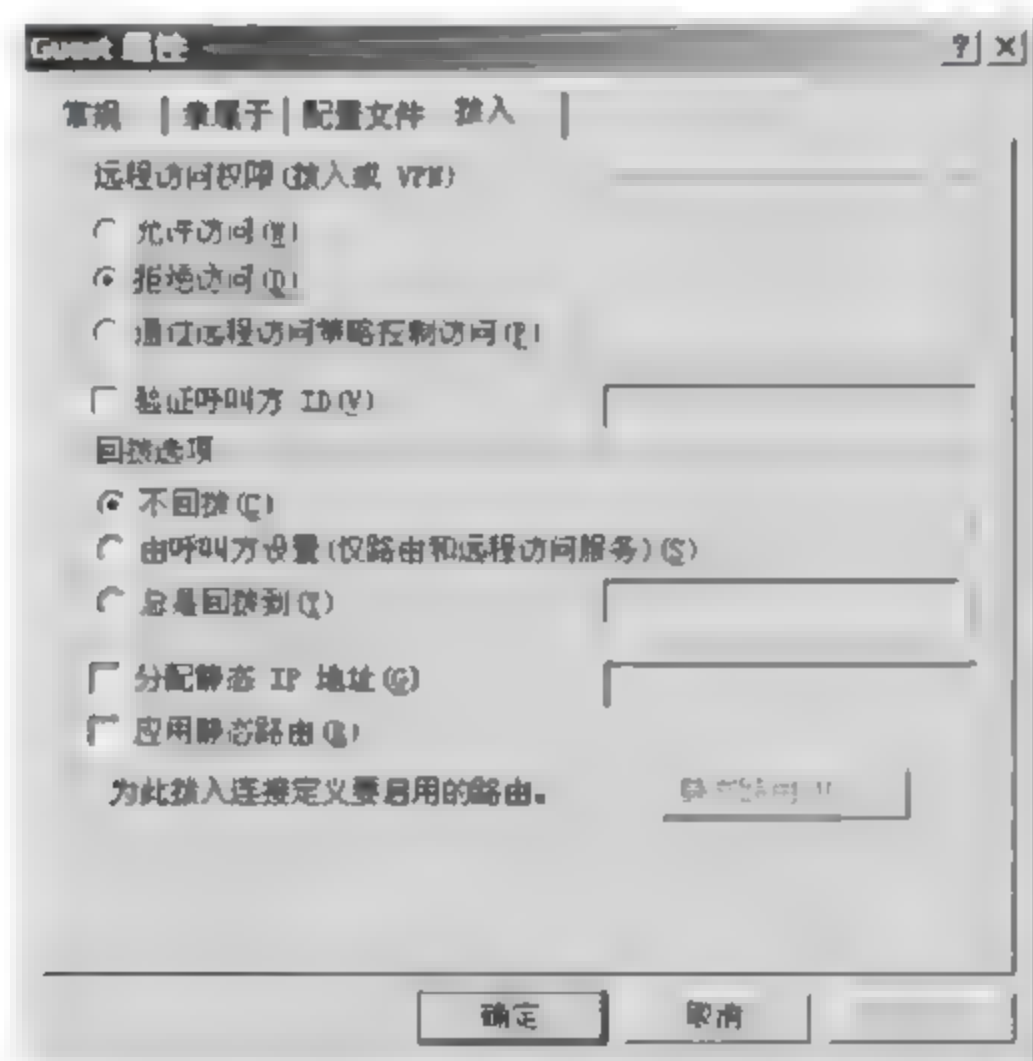 Guest 属性
常规 隶属于 配置文件 拨入
远程访问权限(拨入或 VPN)
允许访问(W)
拒绝访问(D)
通过远程访问策略控制访问(P)
验证呼叫方 ID(V)
回拨选项
不回拨(C)
由呼叫方设置(仅路由和远程访问服务)(S)
总是回拨到(Y)
分配静态 IP 地址(G)
应用静态路由(R)
为此拨入连接定义要启用的路由。
确定 取消